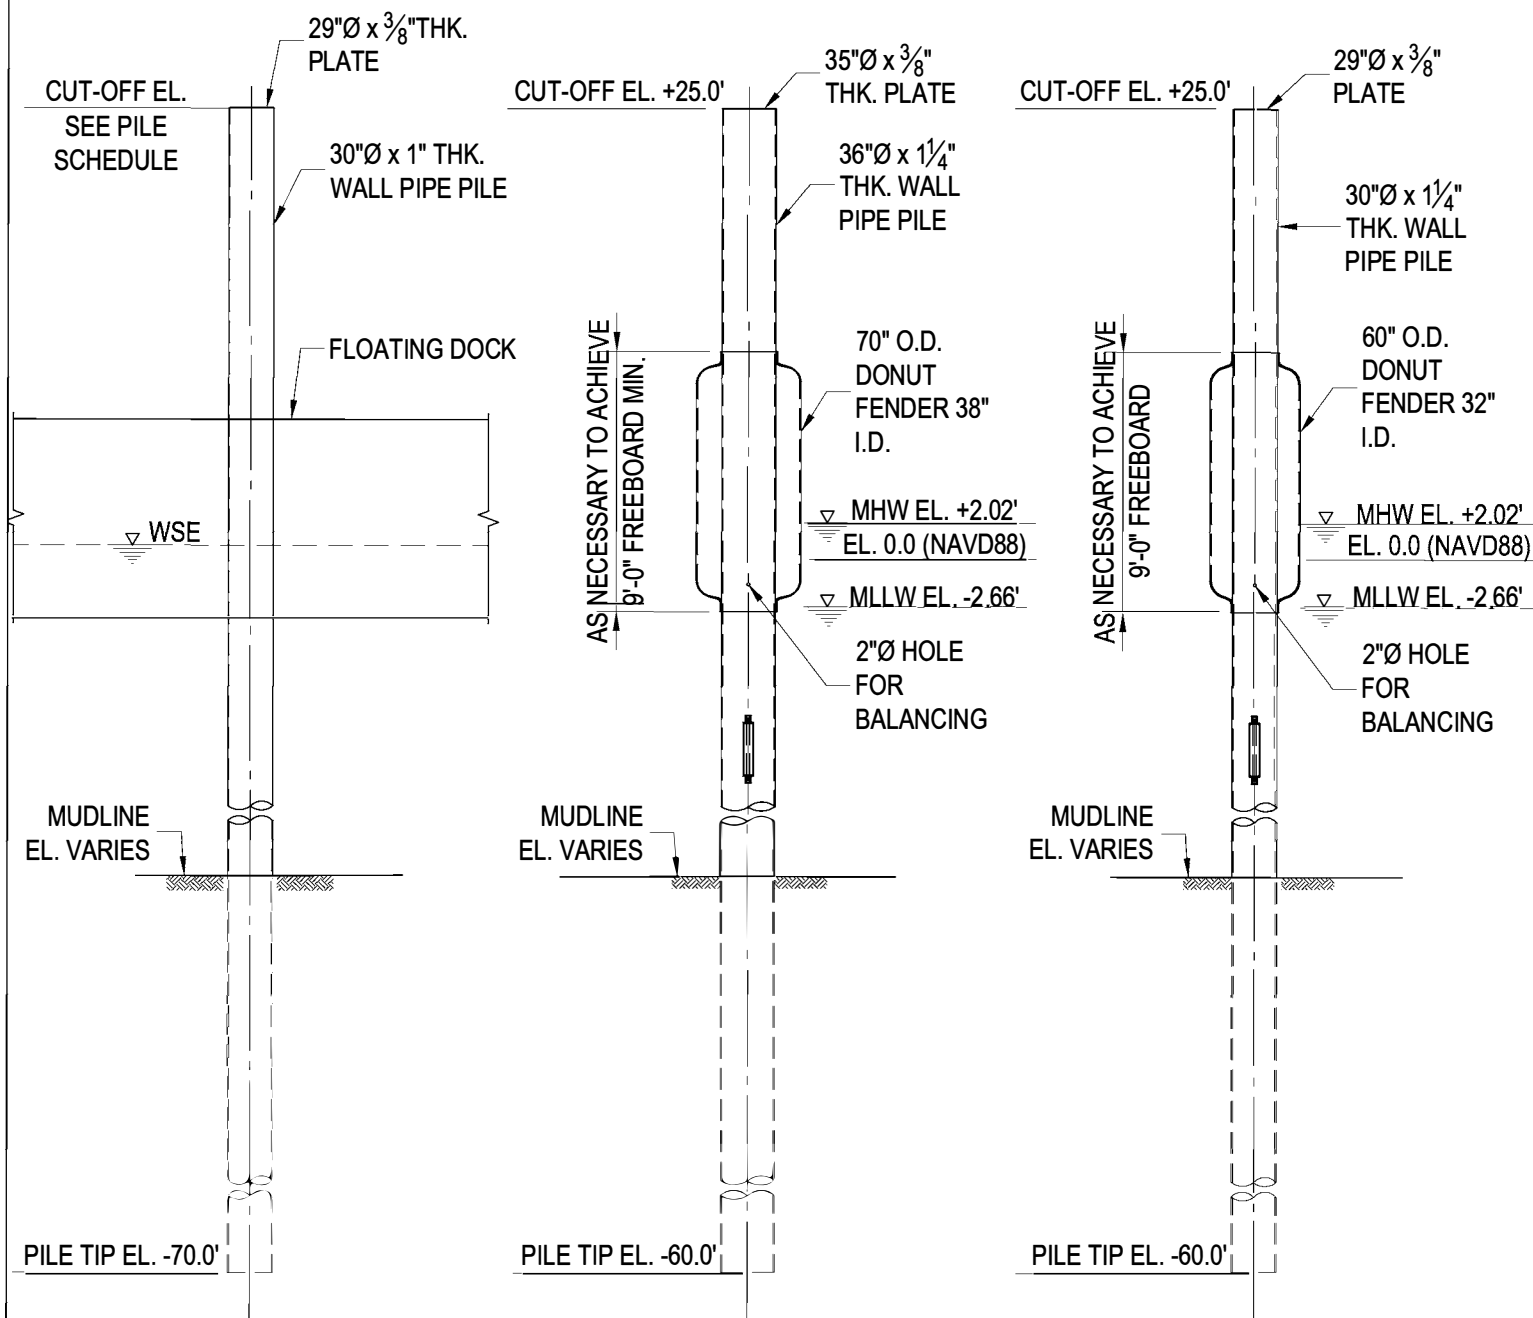 29"Ø x 3/8"THK.
PLATE
CUT-OFF EL.
SEE PILE
SCHEDULE
30"Ø x 1" THK.
WALL PIPE PILE
FLOATING DOCK
WSE
MUDLINE
EL. VARIES
PILE TIP EL. -70.0'
35"Ø x 3/8"
THK. PLATE
CUT-OFF EL. +25.0'
36"Ø x 1 1/4"
THK. WALL
PIPE PILE
AS NECESSARY TO ACHIEVE
9'-0" FREEBOARD MIN.
70" O.D.
DONUT
FENDER 38"
I.D.
MHW EL. +2.02'
EL. 0.0 (NAVD88)
MLLW EL. -2.66'
2"Ø HOLE
FOR
BALANCING
MUDLINE
EL. VARIES
PILE TIP EL. -60.0'
29"Ø x 3/8"
PLATE
CUT-OFF EL. +25.0'
30"Ø x 1 1/4"
THK. WALL
PIPE PILE
AS NECESSARY TO ACHIEVE
9'-0" FREEBOARD
60" O.D.
DONUT
FENDER 32"
I.D.
MHW EL. +2.02'
EL. 0.0 (NAVD88)
MLLW EL. -2.66'
2"Ø HOLE
FOR
BALANCING
MUDLINE
EL. VARIES
PILE TIP EL. -60.0'